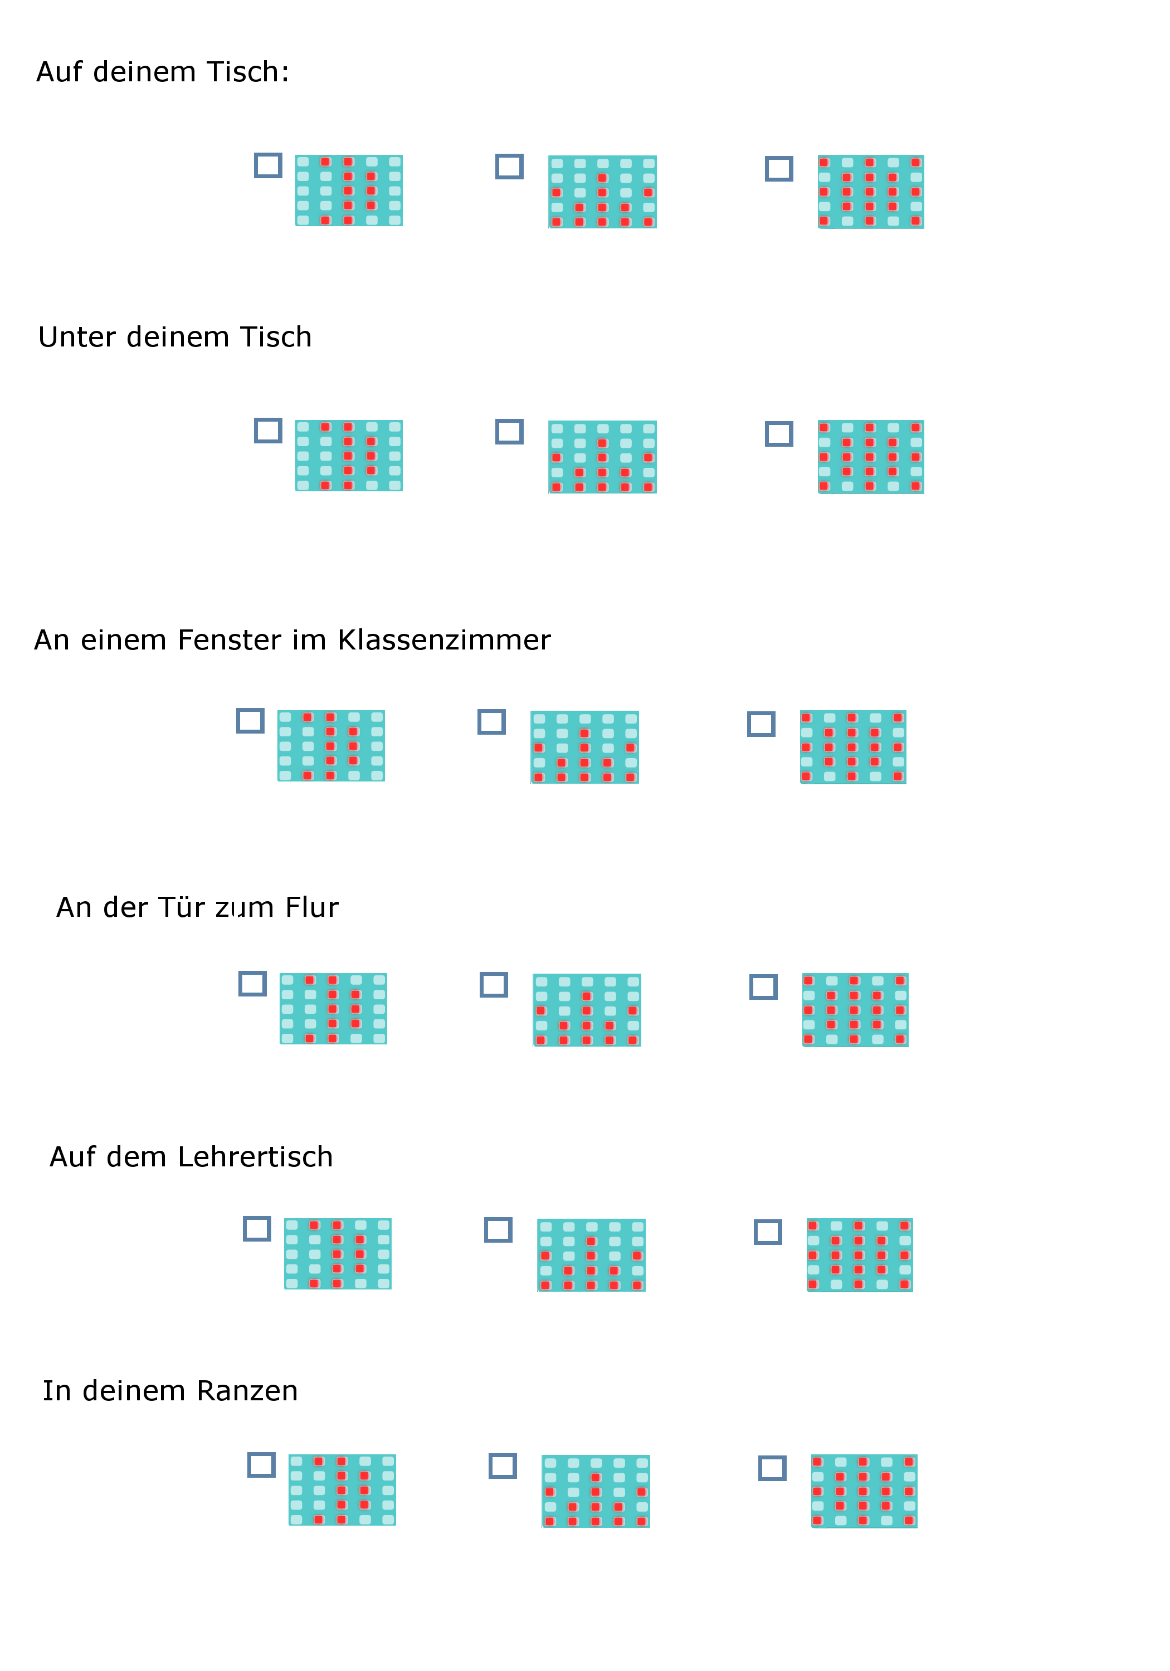 Auf deinem Tisch:
Unter deinem Tisch
An einem Fenster im Klassenzimmer
An der Tür zum Flur
Auf dem Lehrertisch
In deinem Ranzen